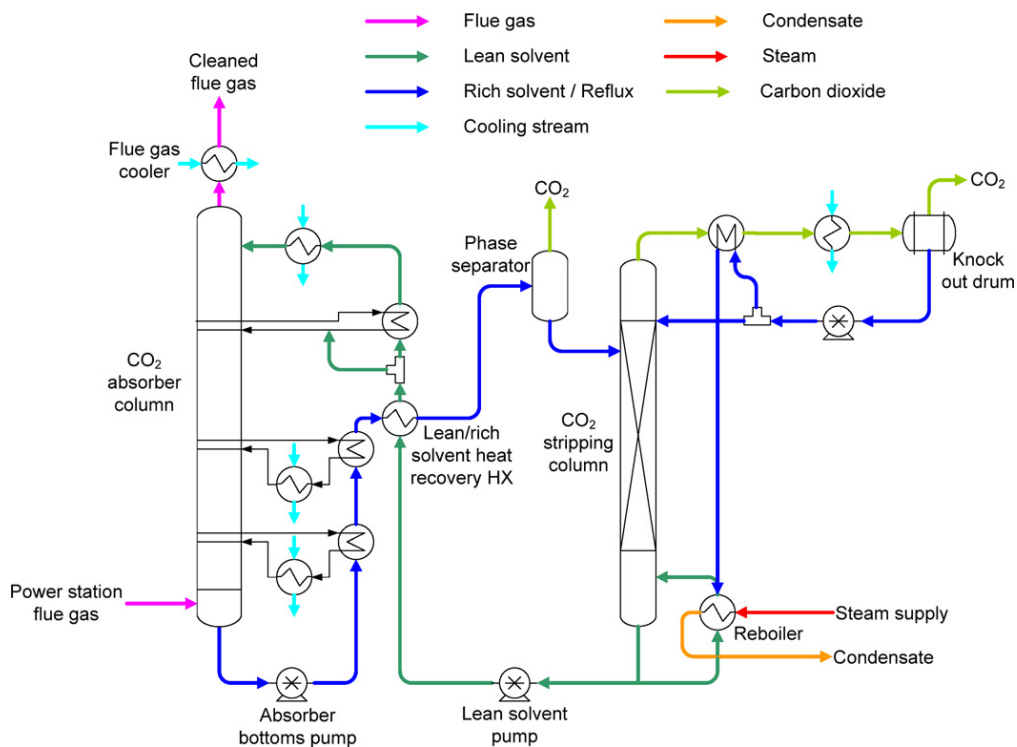 Flue gas
Condensate
Lean solvent
Steam
Rich solvent / Reflux
Carbon dioxide
Cooling stream
Cleaned
flue gas
Flue gas
cooler
CO₂
CO₂
Phase
separator
Knock
out drum
CO₂
absorber
column
Lean/rich
solvent heat
recovery HX
CO₂
stripping
column
Power station
flue gas
Steam supply
Reboiler
Condensate
Absorber
bottoms pump
Lean solvent
pump